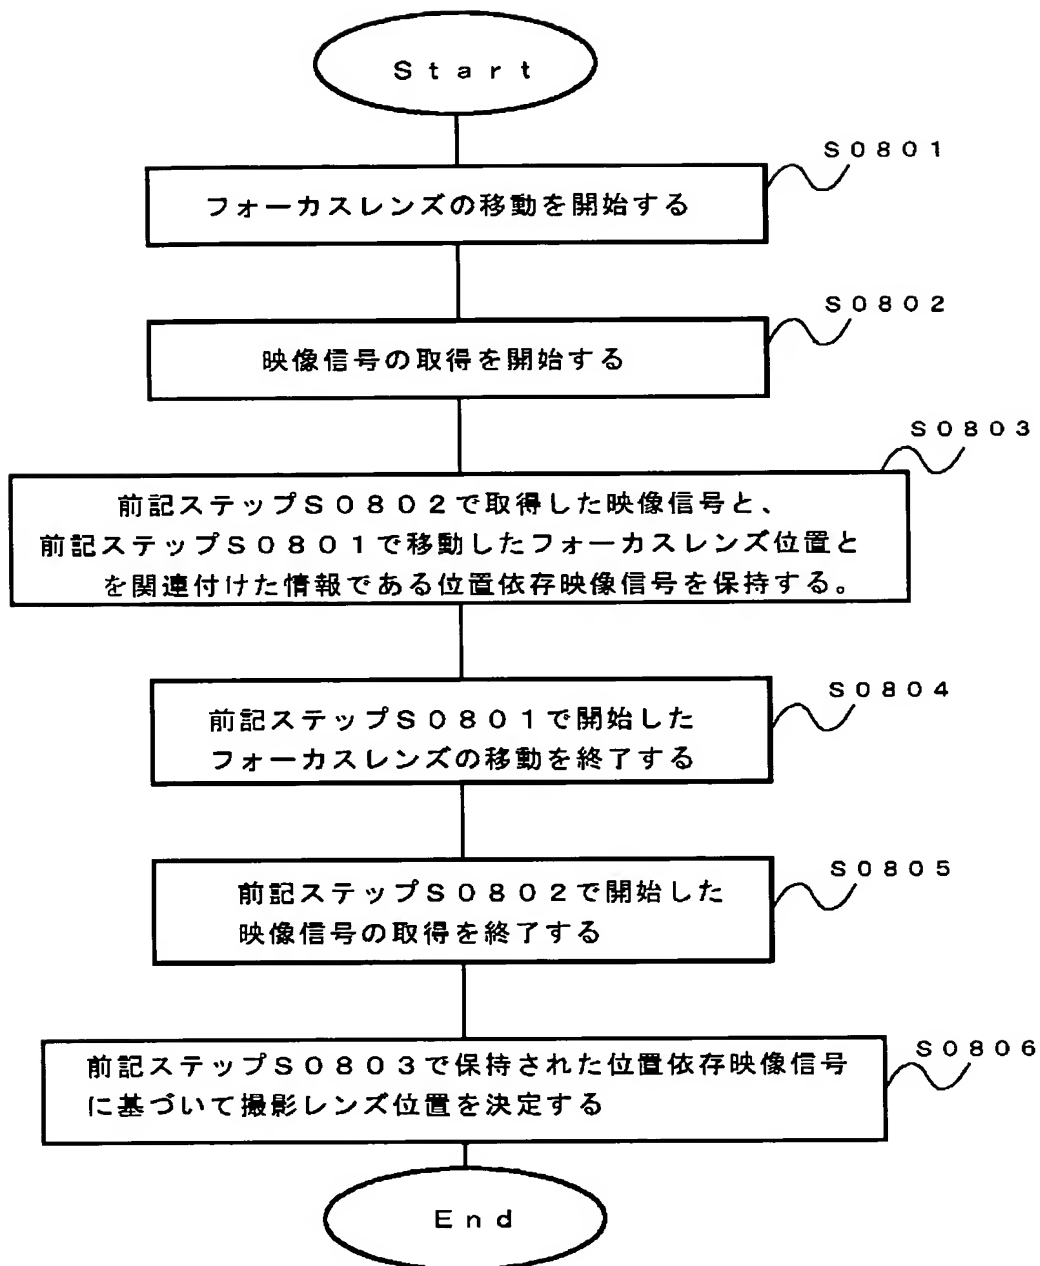 Start
S0801
フォーカスレンズの移動を開始する
S0802
映像信号の取得を開始する
S0803
前記ステップS0802で取得した映像信号と、
前記ステップS0801で移動したフォーカスレンズ位置と
を関連付けた情報である位置依存映像信号を保持する。
S0804
前記ステップS0801で開始した
フォーカスレンズの移動を終了する
S0805
前記ステップS0802で開始した
映像信号の取得を終了する
S0806
前記ステップS0803で保持された位置依存映像信号
に基づいて撮影レンズ位置を決定する
End